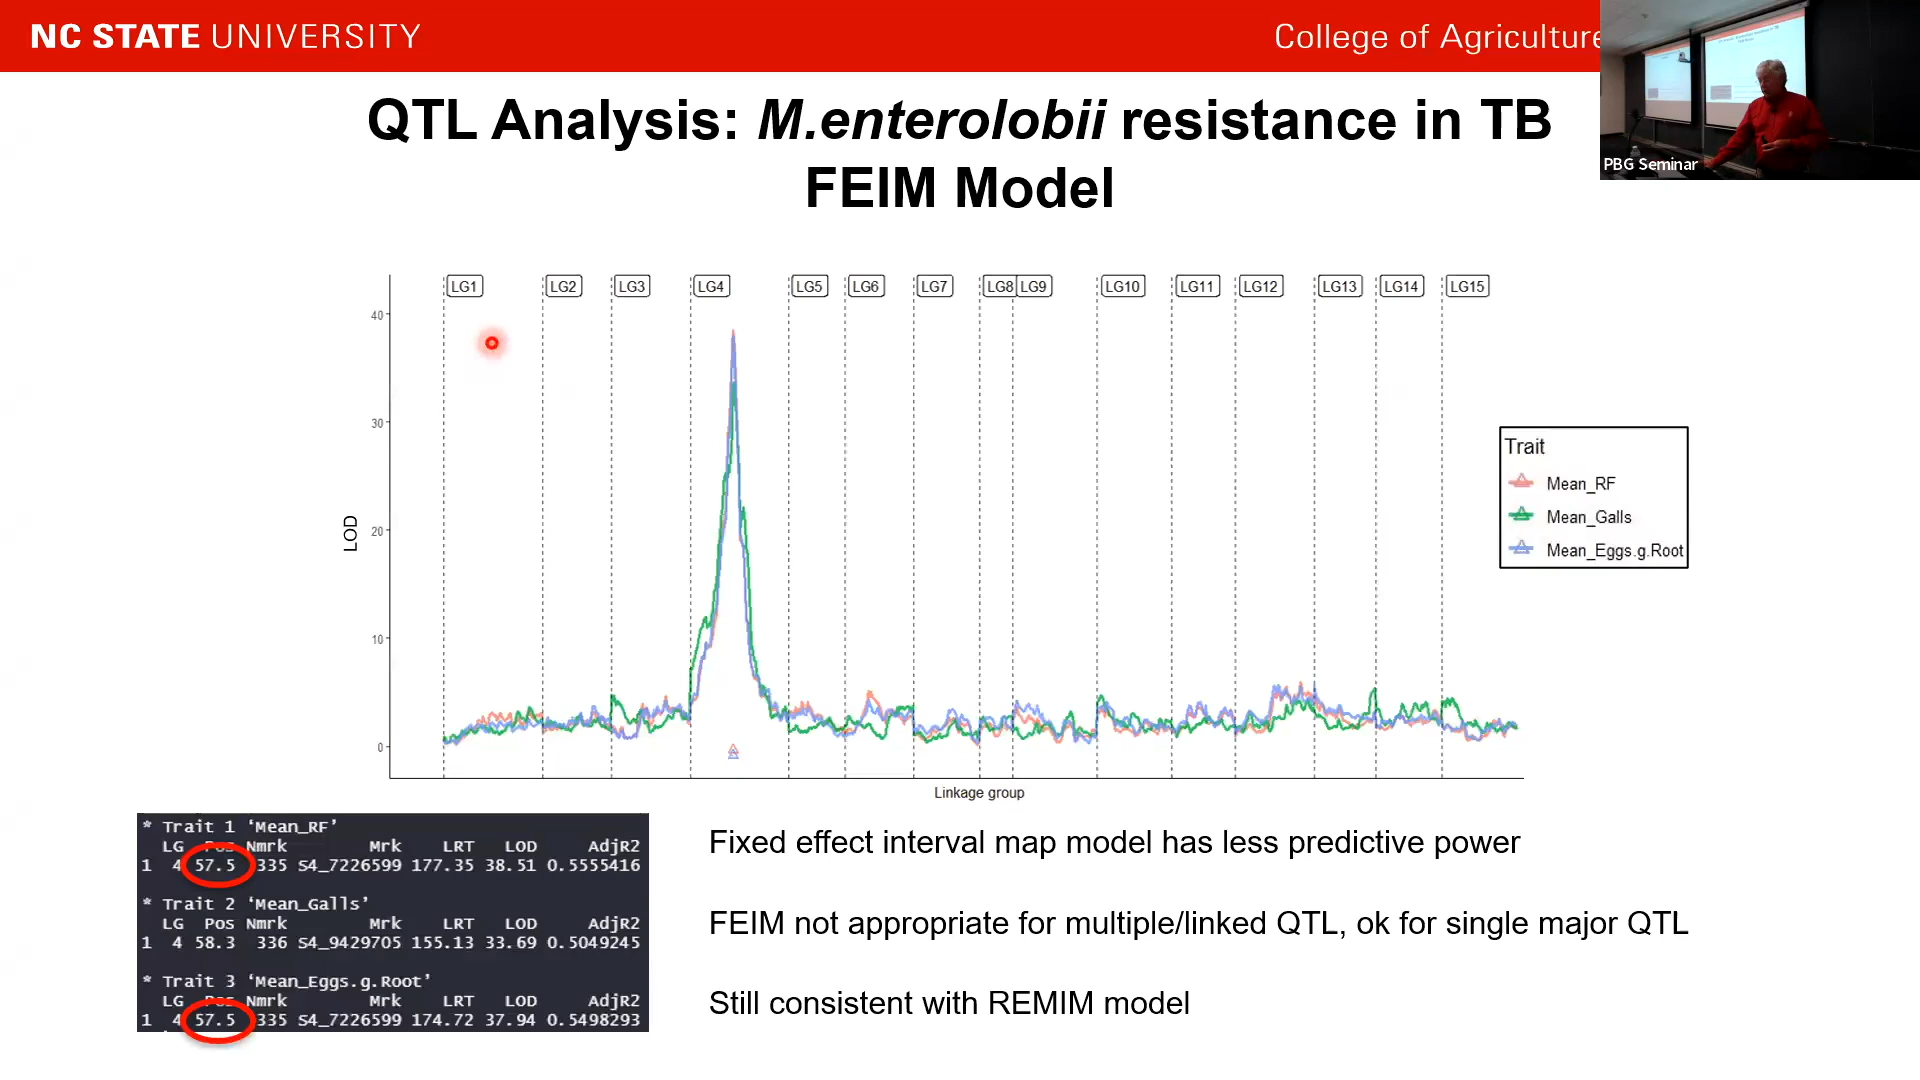 NC STATE UNIVERSITY
College of Agriculture
PBG Seminar
QTL Analysis: M.enterolobii resistance in TB
FEIM Model
LG1 LG2 LG3 LG4 LG5 LG6 LG7 LG8 LG9 LG10 LG11 LG12 LG13 LG14 LG15
40
30
20
10
0
LOD
Linkage group
Trait
Mean_RF
Mean_Galls
Mean_Eggs.g.Root
* Trait 1 ‘Mean_RF’
LG Pos Nmrk Mrk LRT LOD AdjR2
1 4 57.5 335 S4_7226599 177.35 38.51 0.5555416
* Trait 2 ‘Mean_Galls’
LG Pos Nmrk Mrk LRT LOD AdjR2
1 4 58.3 336 S4_9429705 155.13 33.69 0.5049245
* Trait 3 ‘Mean_Eggs.g.Root’
LG Pos Nmrk Mrk LRT LOD AdjR2
1 4 57.5 335 S4_7226599 174.72 37.94 0.5498293
Fixed effect interval map model has less predictive power
FEIM not appropriate for multiple/linked QTL, ok for single major QTL
Still consistent with REMIM model